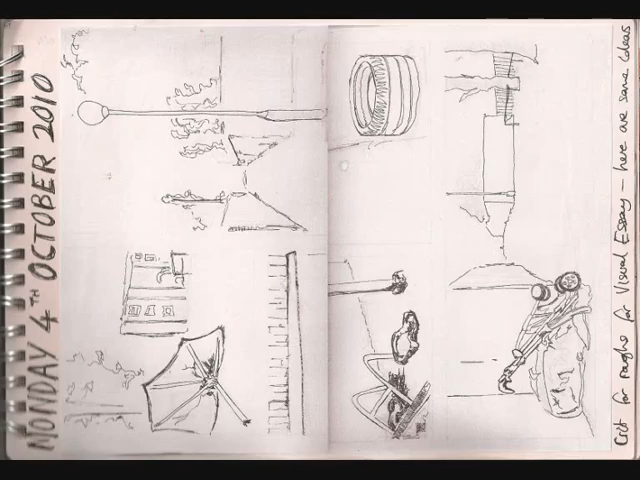 MONDAY 4TH OCTOBER 2010
Crit for roughs for Visual Essay – here are some Ideas